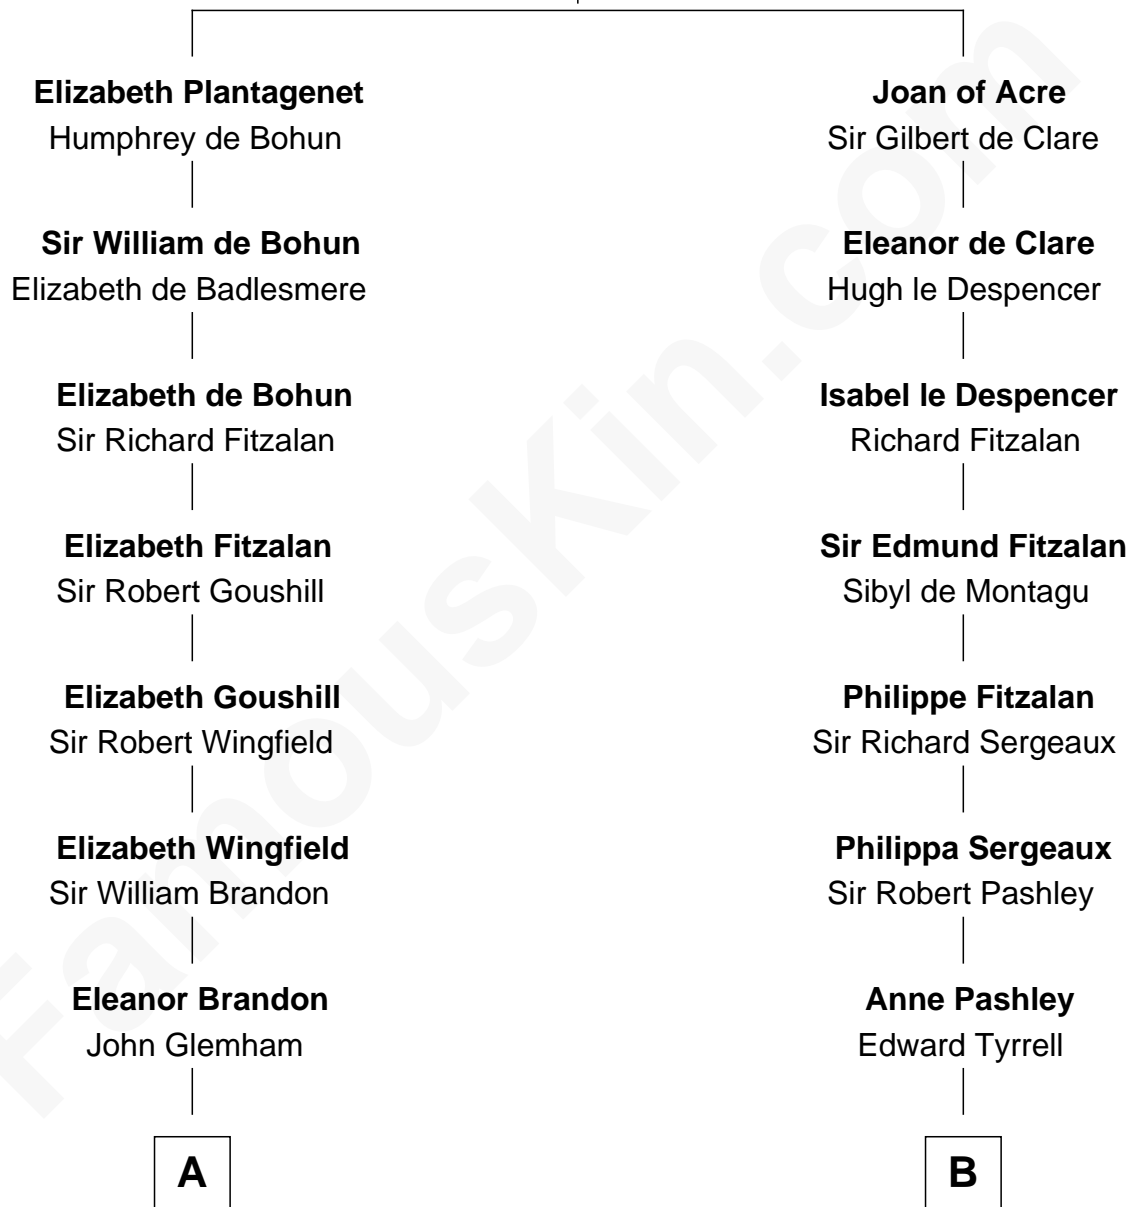 Elizabeth Plantagenet
Humphrey de Bohun
Sir William de Bohun
Elizabeth de Badlesmere
Elizabeth de Bohun
Sir Richard Fitzalan
Elizabeth Fitzalan
Sir Robert Goushill
Elizabeth Goushill
Sir Robert Wingfield
Elizabeth Wingfield
Sir William Brandon
Eleanor Brandon
John Glemham
A
Joan of Acre
Sir Gilbert de Clare
Eleanor de Clare
Hugh le Despencer
Isabel le Despencer
Richard Fitzalan
Sir Edmund Fitzalan
Sibyl de Montagu
Philippe Fitzalan
Sir Richard Sergeaux
Philippa Sergeaux
Sir Robert Pashley
Anne Pashley
Edward Tyrrell
B
FamousKin.com